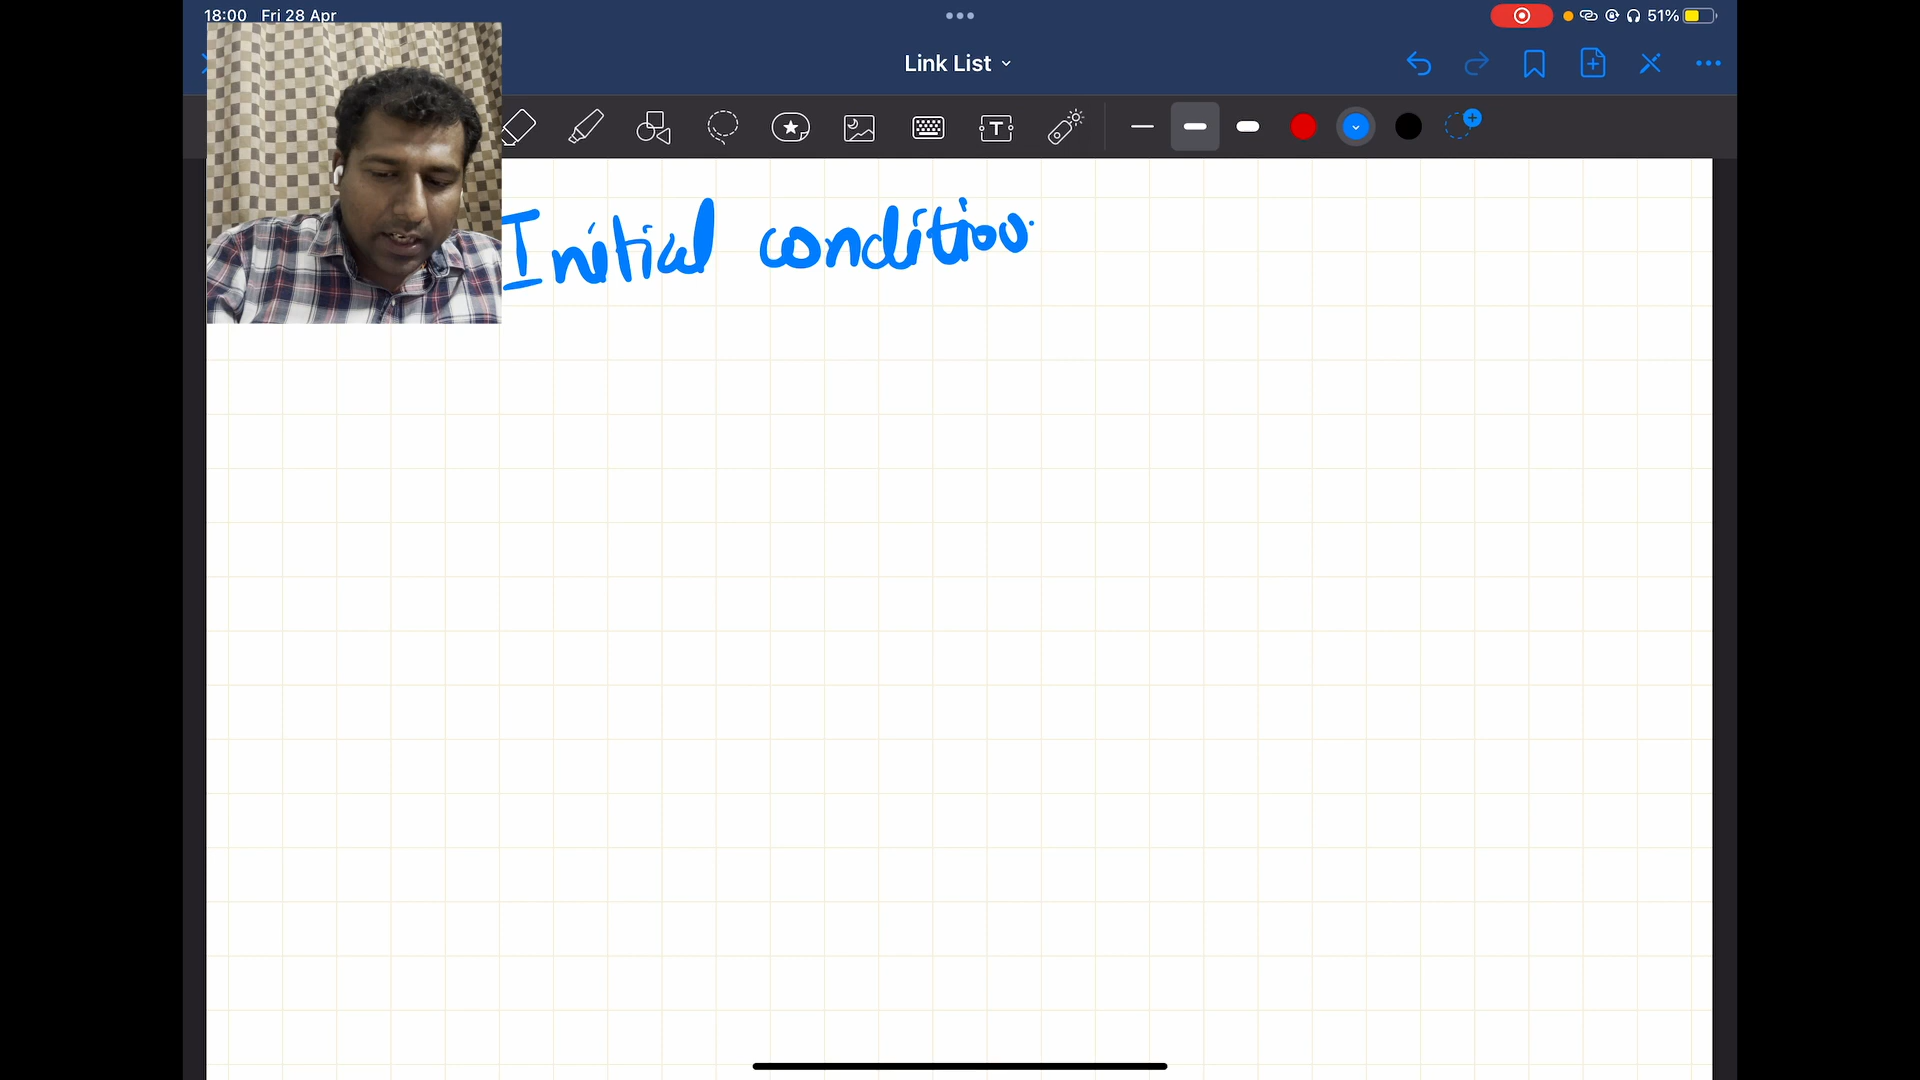 18:00 Fri 28 Apr
51%
Link List
T
Initial condition